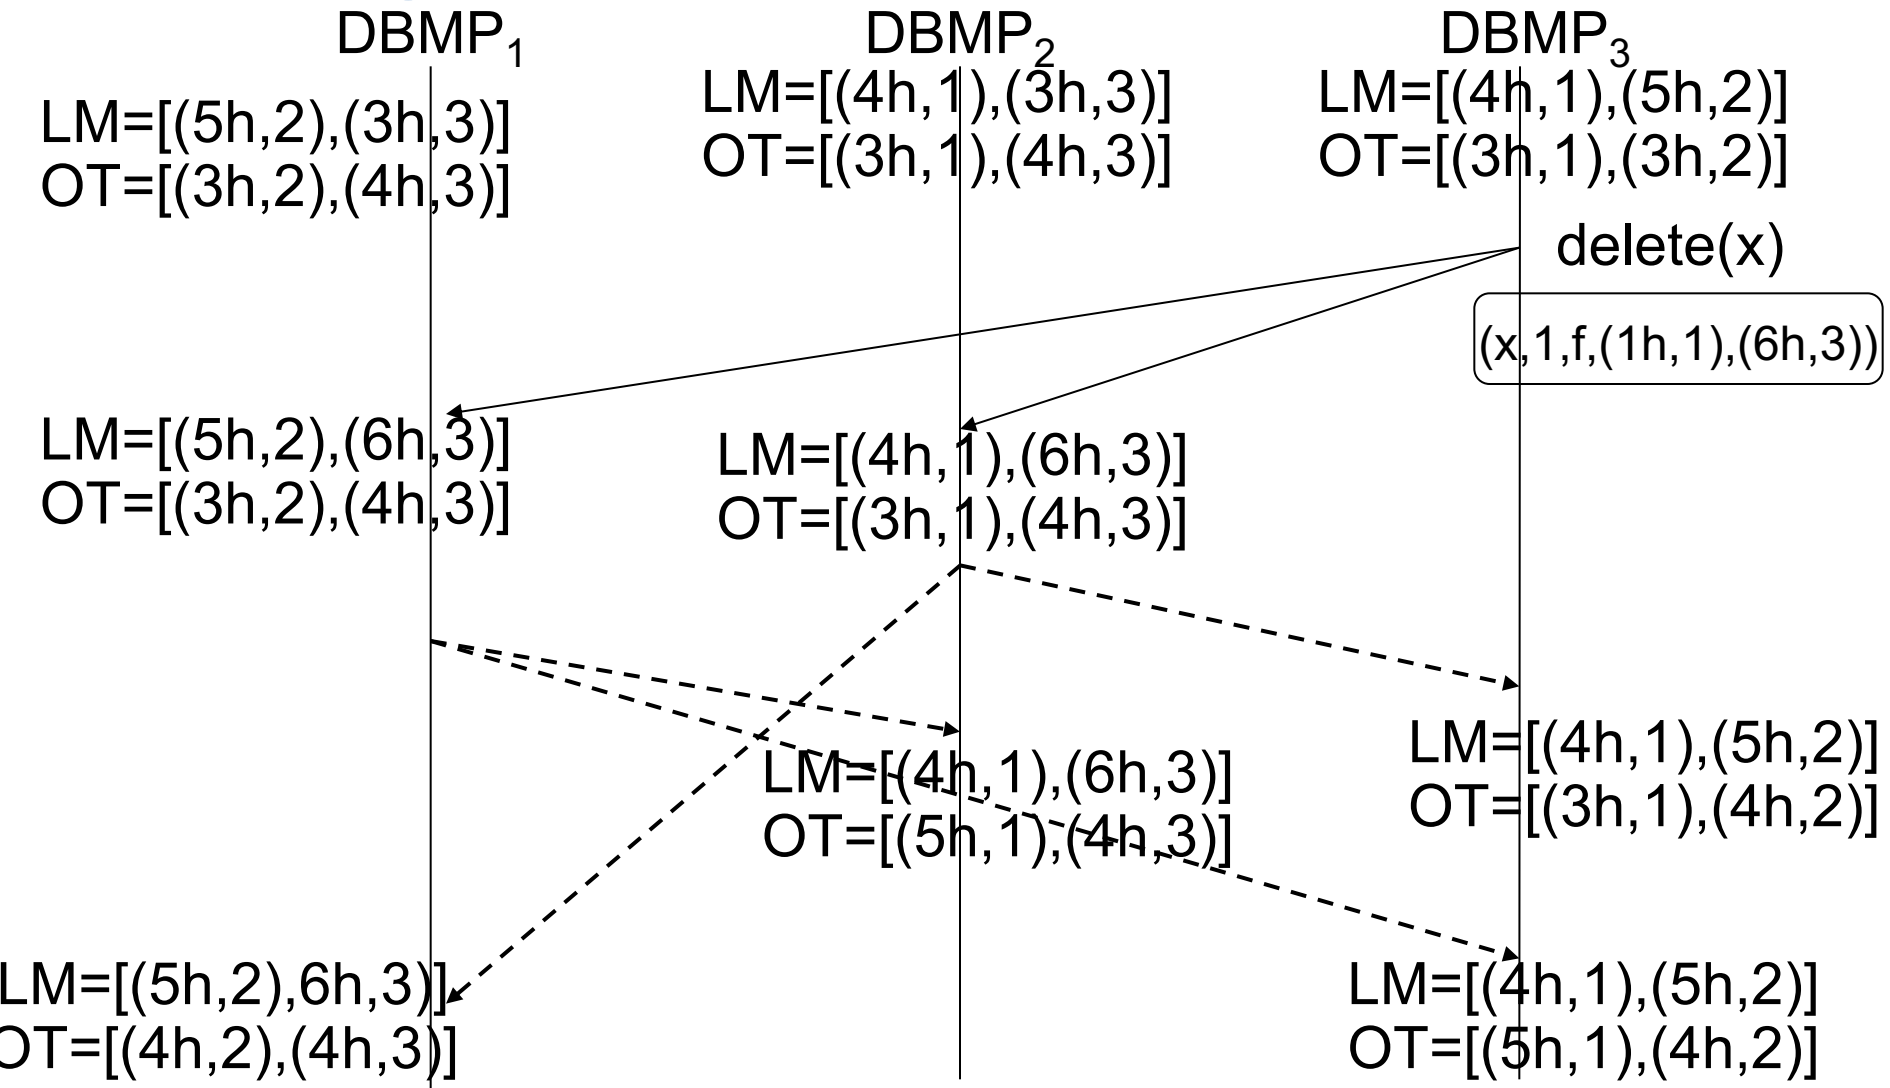 DBMP1 DBMP2 DBMP3
LM=[(5h,2),(3h,3)]
OT=[(3h,2),(4h,3)]
LM=[(4h,1),(3h,3)]
OT=[(3h,1),(4h,3)]
LM=[(4h,1),(5h,2)]
OT=[(3h,1),(3h,2)]
delete(x)
(x,1,f,(1h,1),(6h,3))
LM=[(5h,2),(6h,3)]
OT=[(3h,2),(4h,3)]
LM=[(4h,1),(6h,3)]
OT=[(3h,1),(4h,3)]
LM=[(4h,1),(6h,3)]
OT=[(5h,1),(4h,3)]
LM=[(4h,1),(5h,2)]
OT=[(3h,1),(4h,2)]
LM=[(5h,2),6h,3)]
OT=[(4h,2),(4h,3)]
LM=[(4h,1),(5h,2)]
OT=[(5h,1),(4h,2)]